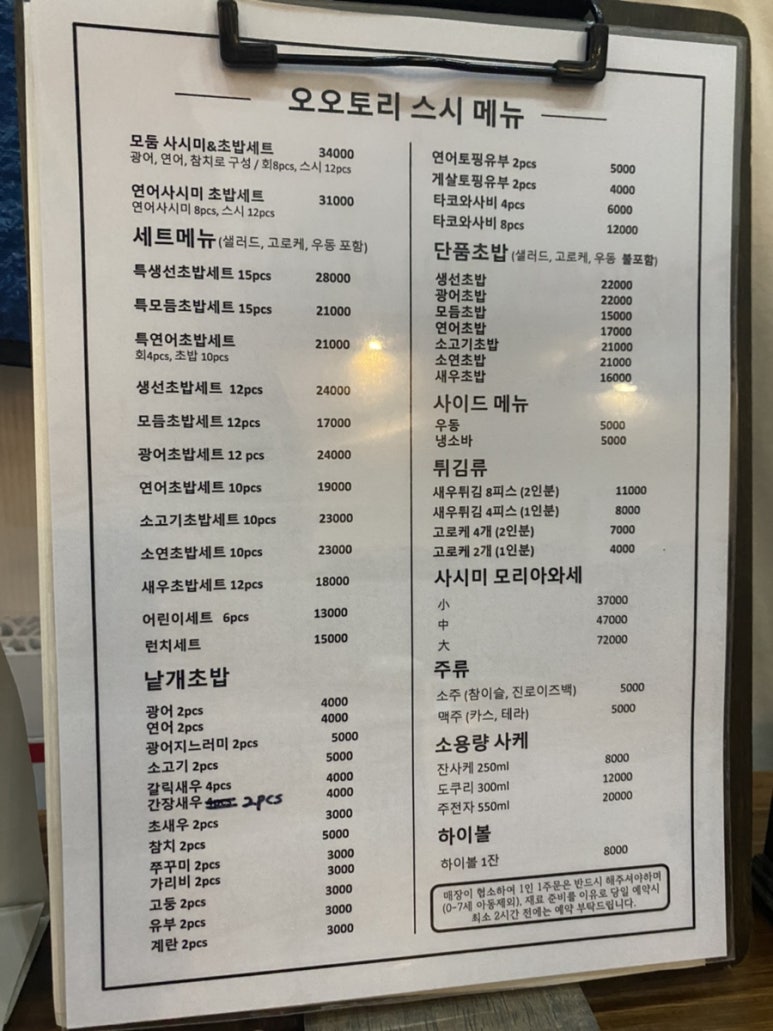 오오토리 스시 메뉴
모둠 사시미&초밥세트 34000
광어, 연어, 참치로 구성 / 회8pcs, 스시 12pcs
연어사시미 초밥세트 31000
연어사시미 8pcs, 스시 12pcs
세트메뉴 (샐러드, 고로케, 우동 포함)
특생선초밥세트 15pcs 28000
특모듬초밥세트 15pcs 21000
특연어초밥세트 21000
회4pcs, 초밥 10pcs
생선초밥세트 12pcs 24000
모듬초밥세트 12pcs 17000
광어초밥세트 12 pcs 24000
연어초밥세트 10pcs 19000
소고기초밥세트 10pcs 23000
소연초밥세트 10pcs 23000
새우초밥세트 12pcs 18000
어린이세트 6pcs 13000
런치세트 15000
낱개초밥
광어 2pcs 4000
연어 2pcs 4000
광어지느러미 2pcs 5000
소고기 2pcs 5000
갈릭새우 4pcs 4000
간장새우 2pcs 4000
초새우 2pcs 3000
참치 2pcs 5000
쭈꾸미 2pcs 3000
가리비 2pcs 3000
고둥 2pcs 3000
유부 2pcs 3000
계란 2pcs 3000
연어토핑유부 2pcs 5000
게살토핑유부 2pcs 4000
타코와사비 4pcs 6000
타코와사비 8pcs 12000
단품초밥 (샐러드, 고로케, 우동 불포함)
생선초밥 22000
광어초밥 22000
모듬초밥 15000
연어초밥 17000
소고기초밥 21000
소연초밥 21000
새우초밥 16000
사이드 메뉴
우동 5000
냉소바 5000
튀김류
새우튀김 8피스 (2인분) 11000
새우튀김 4피스 (1인분) 8000
고로케 4개 (2인분) 7000
고로케 2개 (1인분) 4000
사시미 모리아와세
小 37000
中 47000
大 72000
주류
소주 (참이슬, 진로이즈백) 5000
맥주 (카스, 테라) 5000
소용량 사케
잔사케 250ml 8000
도쿠리 300ml 12000
주전자 550ml 20000
하이볼
하이볼 1잔 8000
매장이 협소하여 1인 1주문은 반드시 해주셔야하며
(0-7세 아동제외), 재료 준비를 이유로 당일 예약시
최소 2시간 전에는 예약 부탁드립니다.